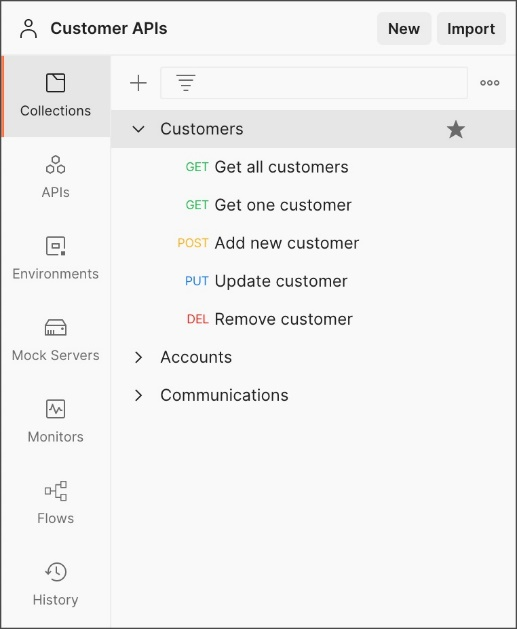 Customer APIs
New
Import
Collections
APIs
Environments
Mock Servers
Monitors
Flows
History
Customers
GET Get all customers
GET Get one customer
POST Add new customer
PUT Update customer
DEL Remove customer
Accounts
Communications